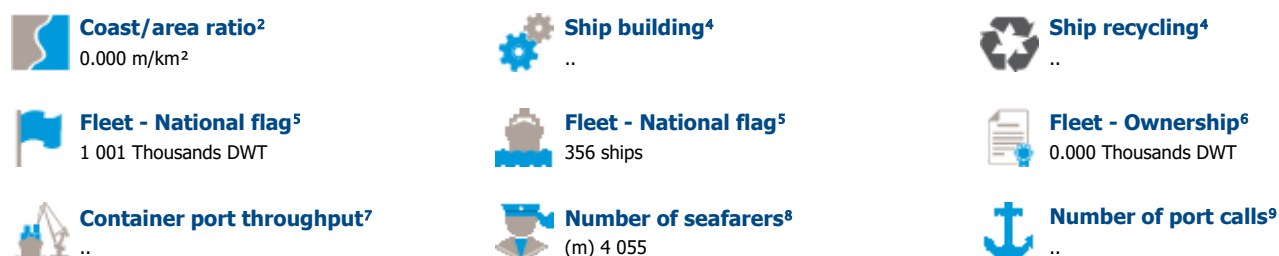 Coast/area ratio²
0.000 m/km²
Ship building⁴
..
Ship recycling⁴
..
Fleet - National flag⁵
1 001 Thousands DWT
Fleet - National flag⁵
356 ships
Fleet - Ownership⁶
0.000 Thousands DWT
Container port throughput⁷
..
Number of seafarers⁸
(m) 4 055
Number of port calls⁹
..